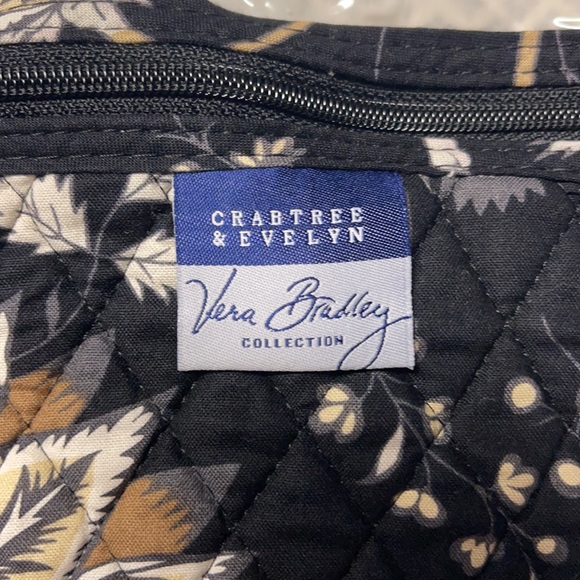 CRABTREE
& EVELYN
Vera Bradley
COLLECTION